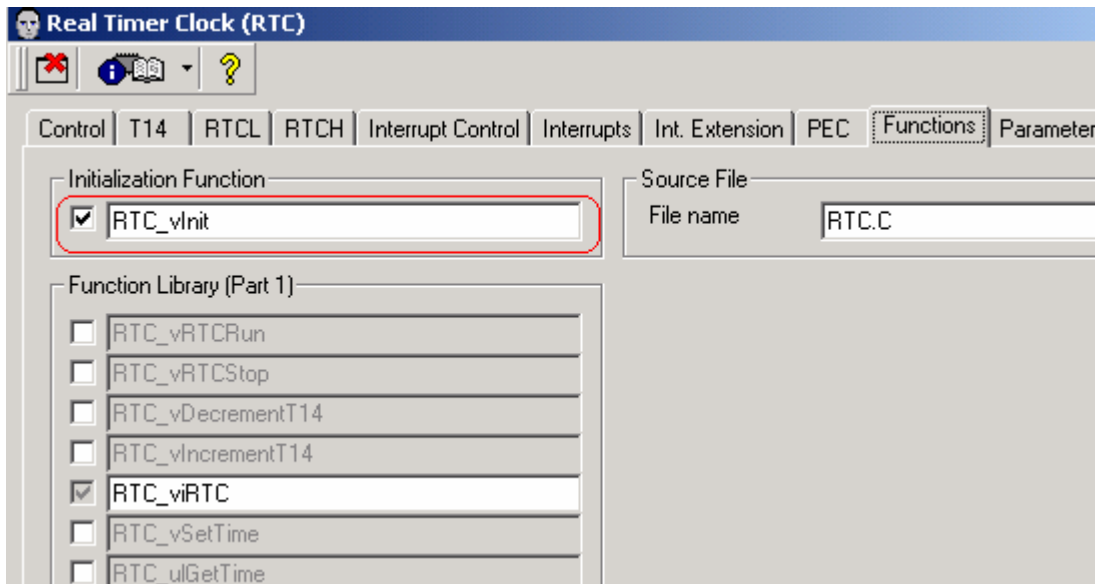 Real Timer Clock (RTC)
Control T14 RTCL RTCH Interrupt Control Interrupts Int. Extension PEC Functions Parameter
Initialization Function
RTC_vInit
Source File
File name RTC.C
Function Library (Part 1)
RTC_vRTCRun
RTC_vRTCStop
RTC_vDecrementT14
RTC_vIncrementT14
RTC_viRTC
RTC_vSetTime
RTC_ulGetTime